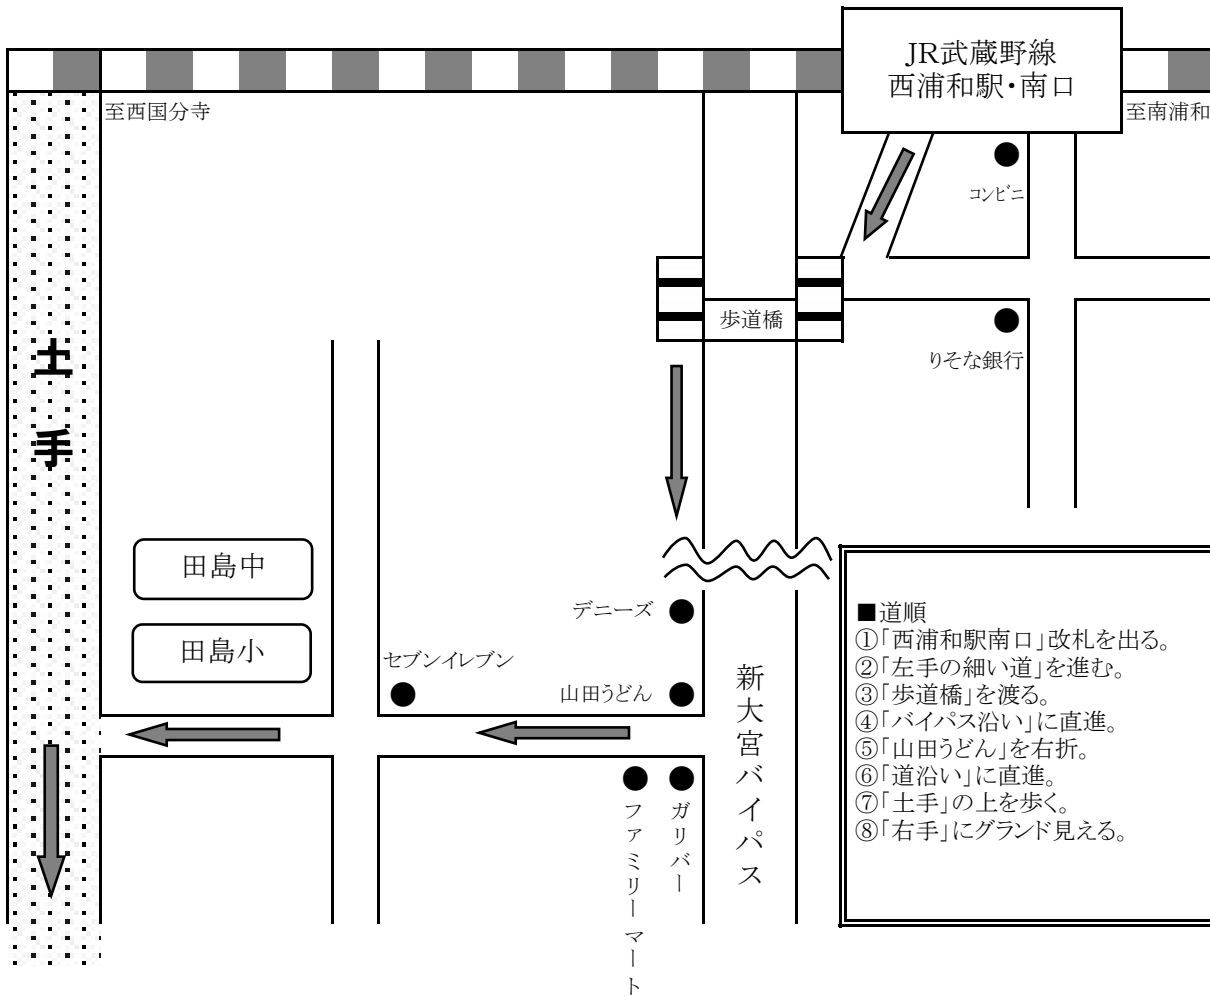 JR武蔵野線
西浦和駅・南口
至西国分寺
至南浦和
コンビニ
歩道橋
りそな銀行
土手
田島中
田島小
デニーズ
セブンイレブン
山田うどん
新大宮バイパス
ファミリーマート
ガリバー
■道順
①「西浦和駅南口」改札を出る。
②「左手の細い道」を進む。
③「歩道橋」を渡る。
④「バイパス沿い」に直進。
⑤「山田うどん」を右折。
⑥「道沿い」に直進。
⑦「土手」の上を歩く。
⑧「右手」にグランド見える。